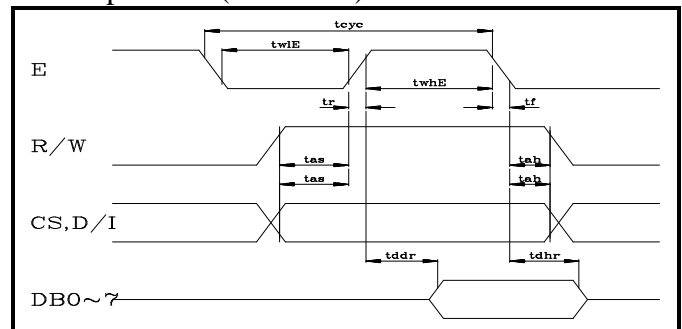 tcyc
twlE
E
twhE
tr
tf
R/W
tas
tah
tas
tah
CS,D/I
tddr
tdhr
DB0~7